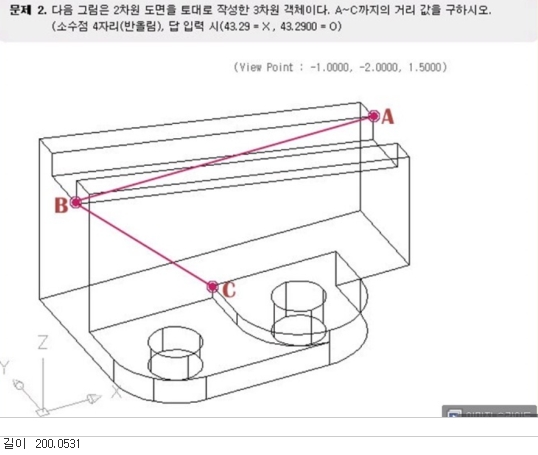 문제 2. 다음 그림은 2차원 도면을 토대로 작성한 3차원 객체이다. A~C까지의 거리 값을 구하시오.
(소수점 4자리(반올림), 답 입력 시(43.29 = X, 43.2900 = O)
(View Point : -1.0000, -2.0000, 1.5000)
A
B
C
Z
Y
X
길이 200.0531